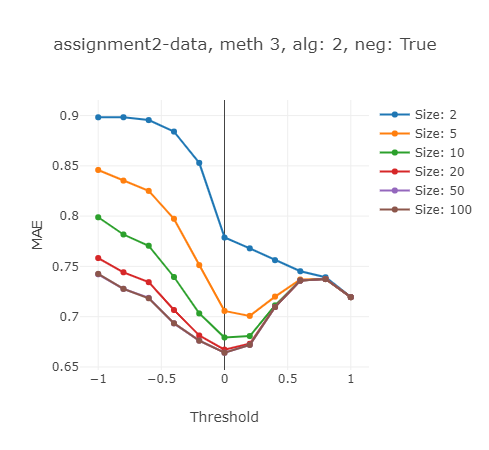 assignment2-data, meth 3, alg: 2, neg: True
0.9
0.85
0.8
0.75
0.7
0.65
MAE
−1
−0.5
0
0.5
1
Threshold
Size: 2
Size: 5
Size: 10
Size: 20
Size: 50
Size: 100